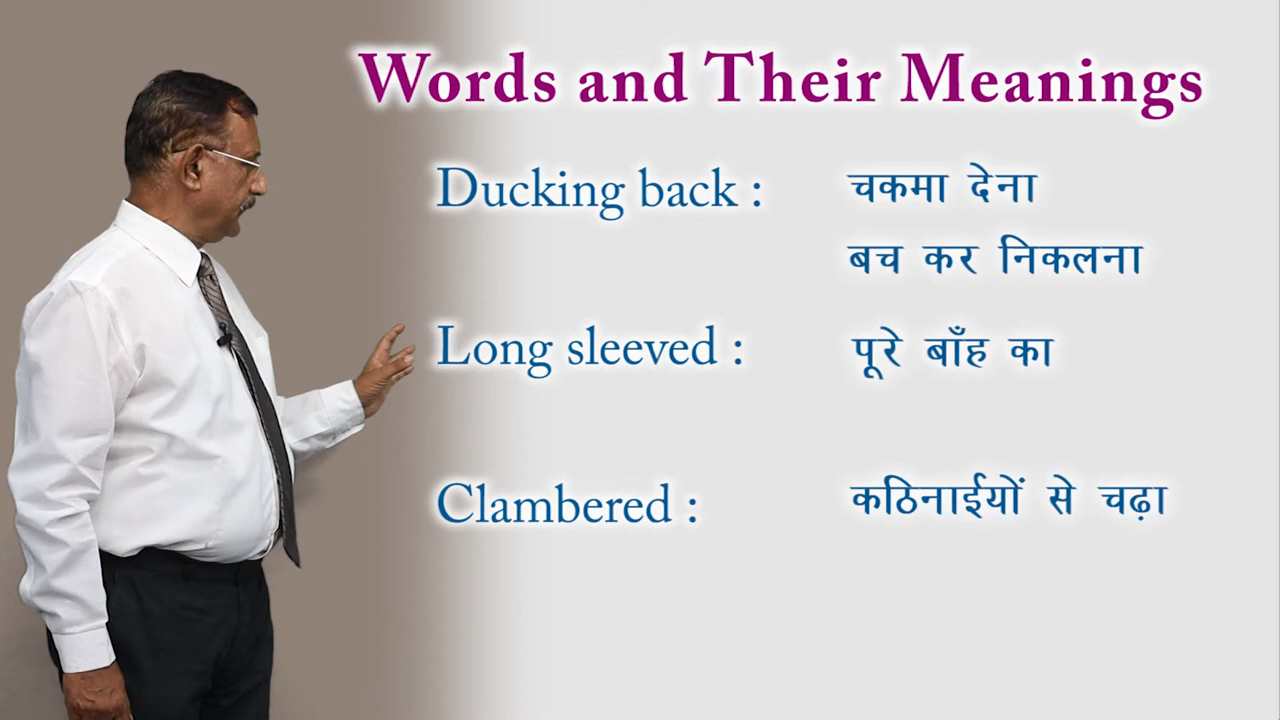 Words and Their Meanings
Ducking back : चकमा देना
बच कर निकलना
Long sleeved : पूरे बाँह का
Clambered : कठिनाईयों से चढ़ा